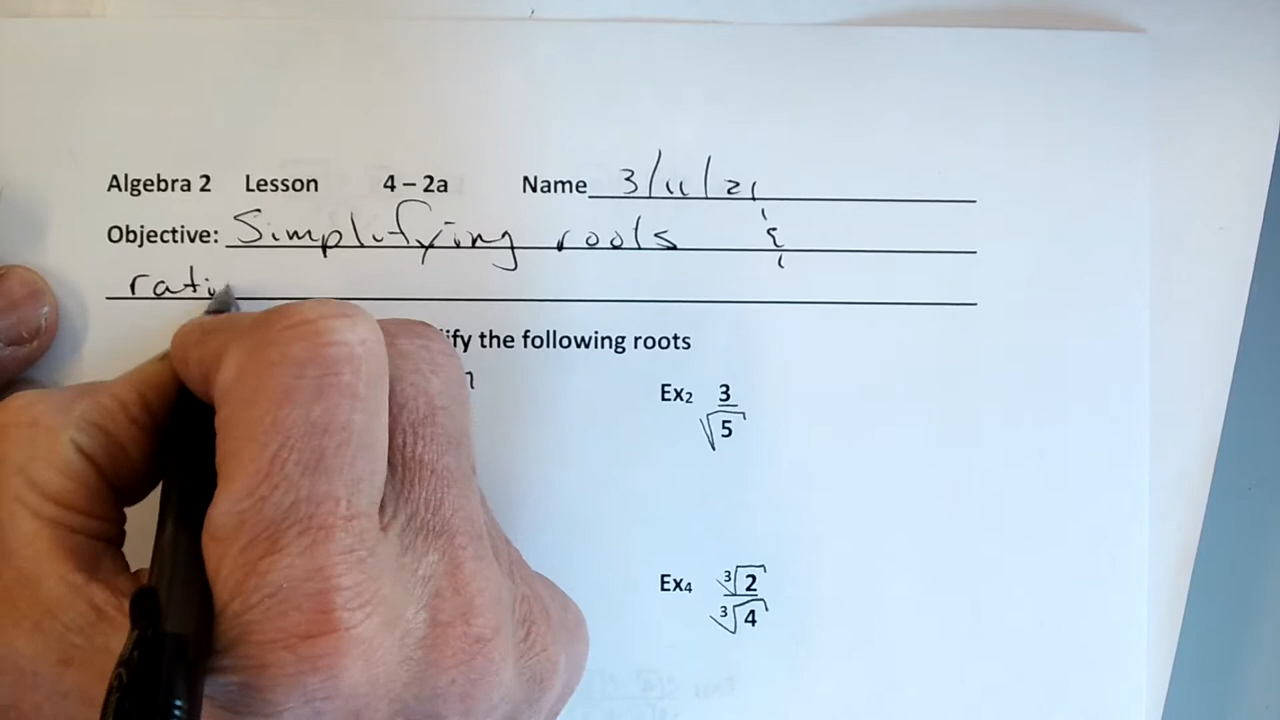 Algebra 2 Lesson 4 – 2a Name 3/11/21
Objective: Simplifying roots &
rati
ify the following roots
Ex2 3/√5
Ex4 ∛2/∛4